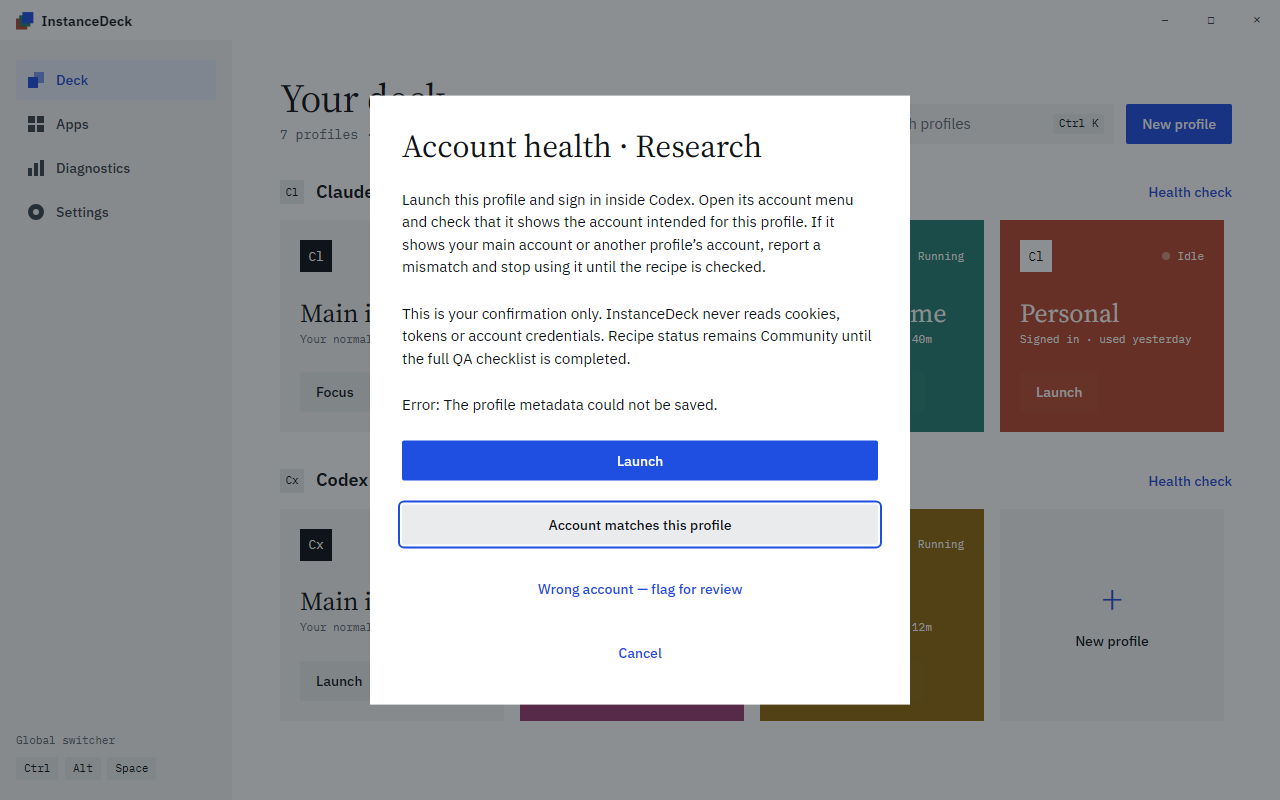 InstanceDeck
Deck
Apps
Diagnostics
Settings
Global switcher
Ctrl Alt Space
Your deck
7 profiles
profiles
Ctrl K
New profile
Cl
Health check
Cl
Main
Your normal
Focus
Running
40m
Cl
Idle
Personal
Signed in · used yesterday
Launch
Account health · Research
Launch this profile and sign in inside Codex. Open its account menu
and check that it shows the account intended for this profile. If it
shows your main account or another profile’s account, report a
mismatch and stop using it until the recipe is checked.
This is your confirmation only. InstanceDeck never reads cookies,
tokens or account credentials. Recipe status remains Community until
the full QA checklist is completed.
Error: The profile metadata could not be saved.
Launch
Account matches this profile
Wrong account — flag for review
Cancel
Cx Codex
Health check
Cx
Main
Your normal
Launch
Running
12m
New profile